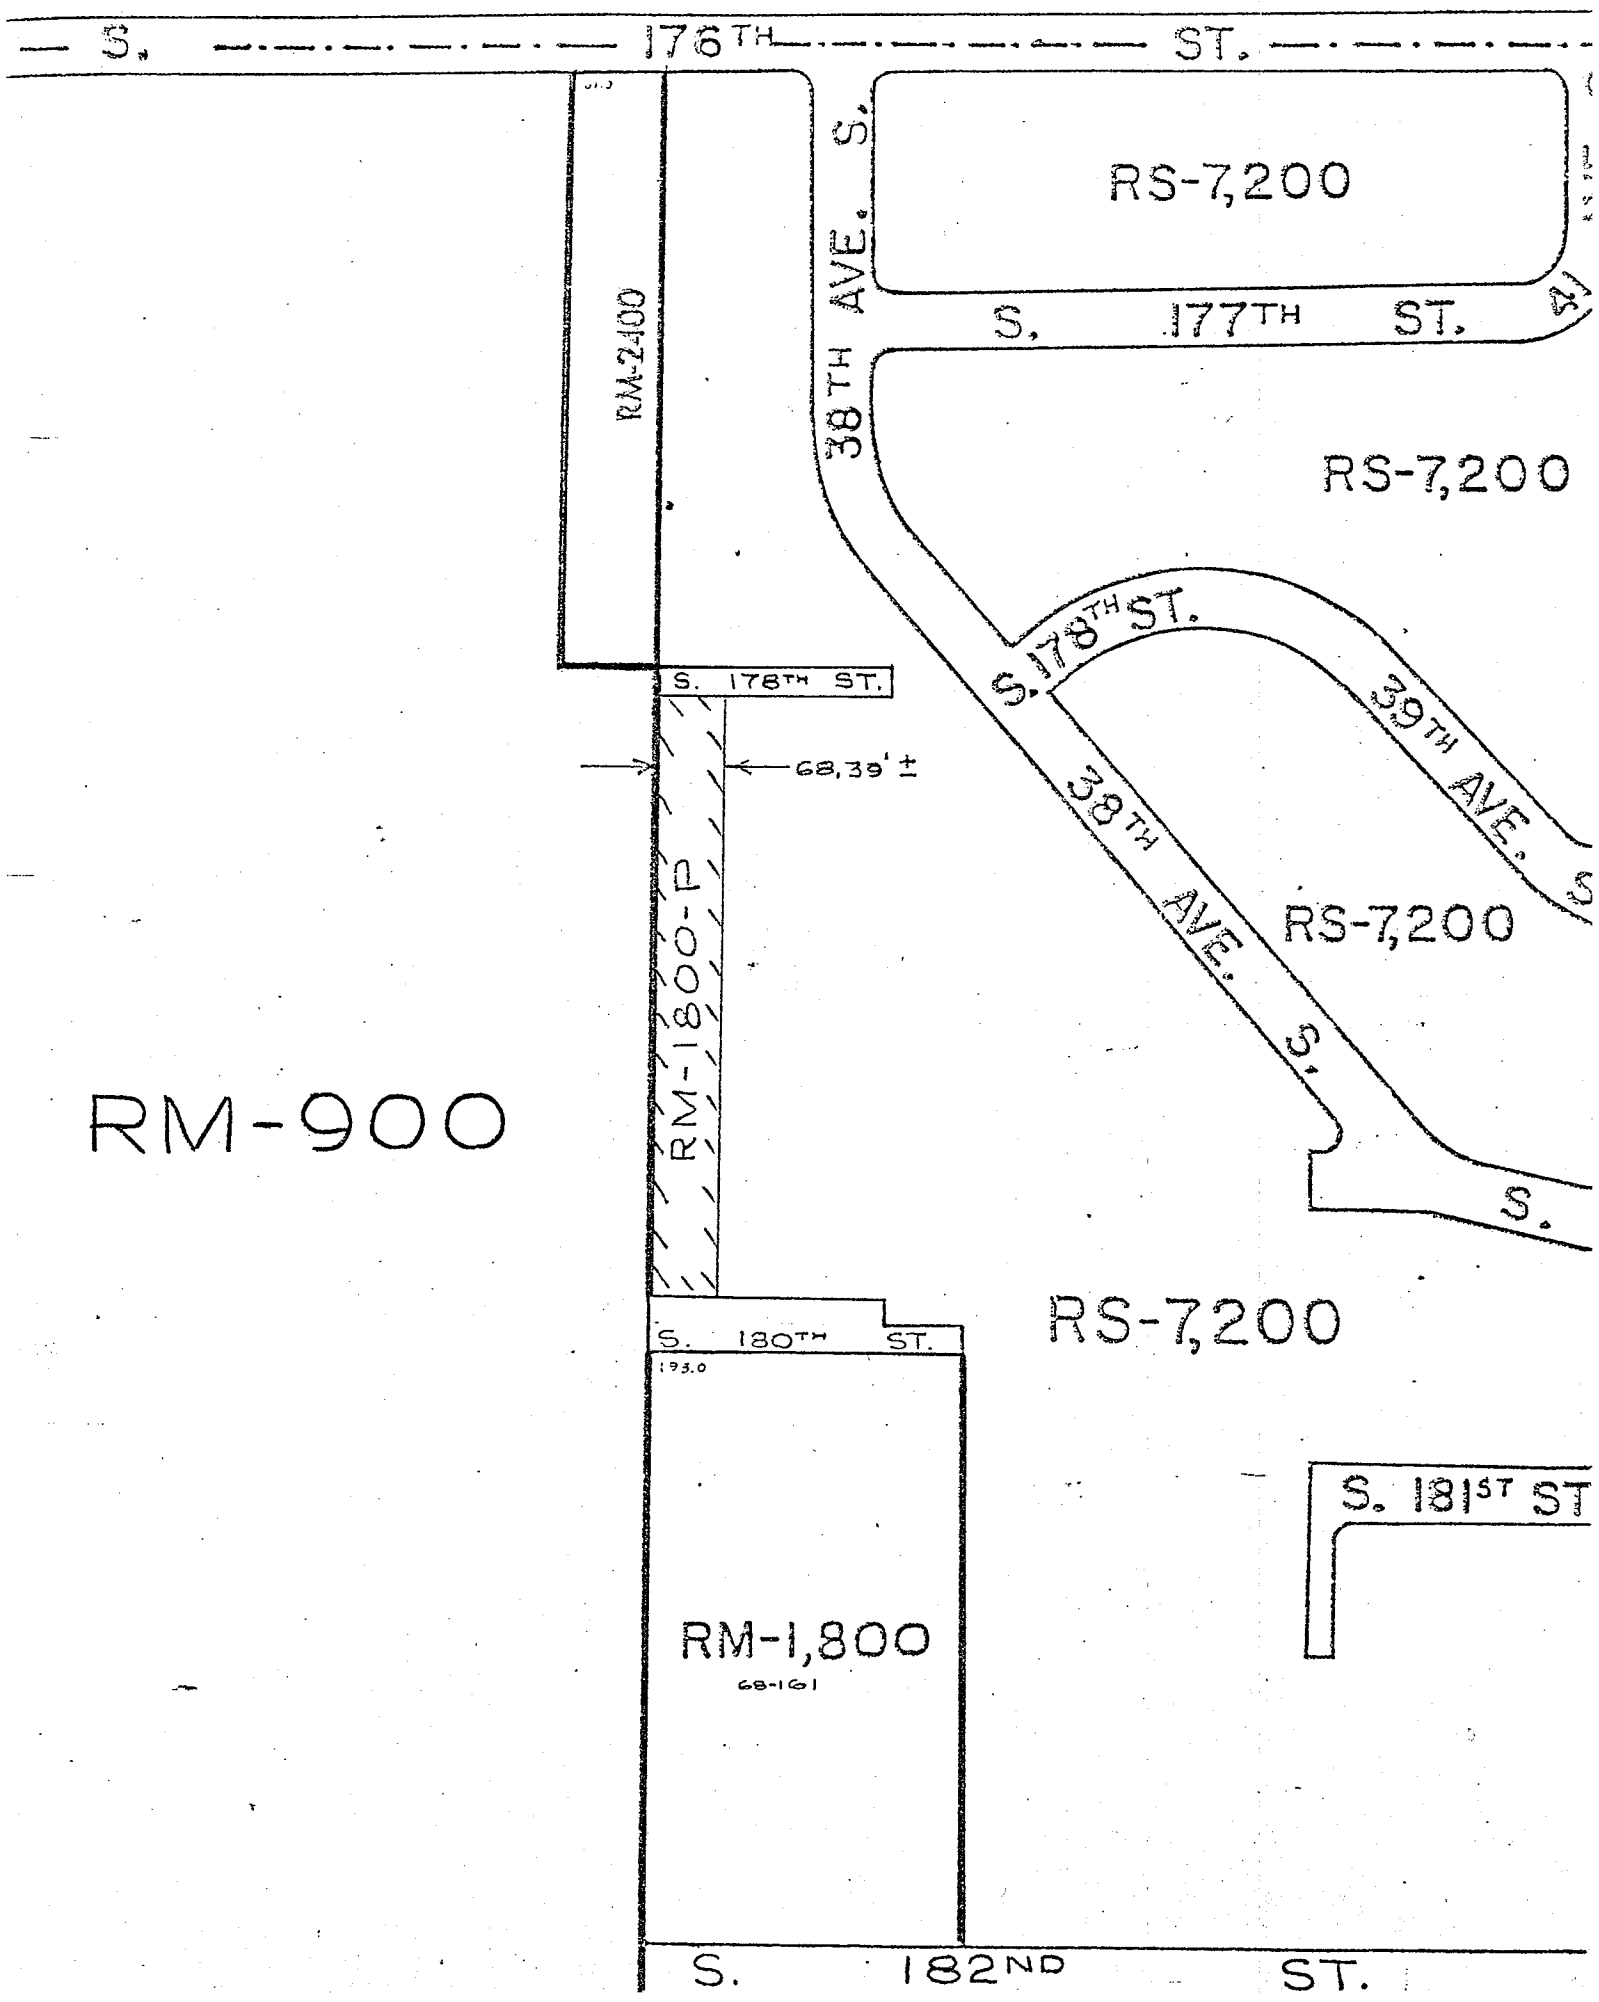 S. 176TH ST.
RS-7,200
38TH AVE. S.
RM-2400
S. 177TH ST.
RS-7,200
S. 178TH ST.
39TH AVE. S
S. 178TH ST.
68,39' ±
38TH AVE. S.
RM-1800-P
RS-7,200
RM-900
S.
RS-7,200
S. 180TH ST.
193.0
S. 181ST ST
RM-1,800
68-161
S. 182ND ST.